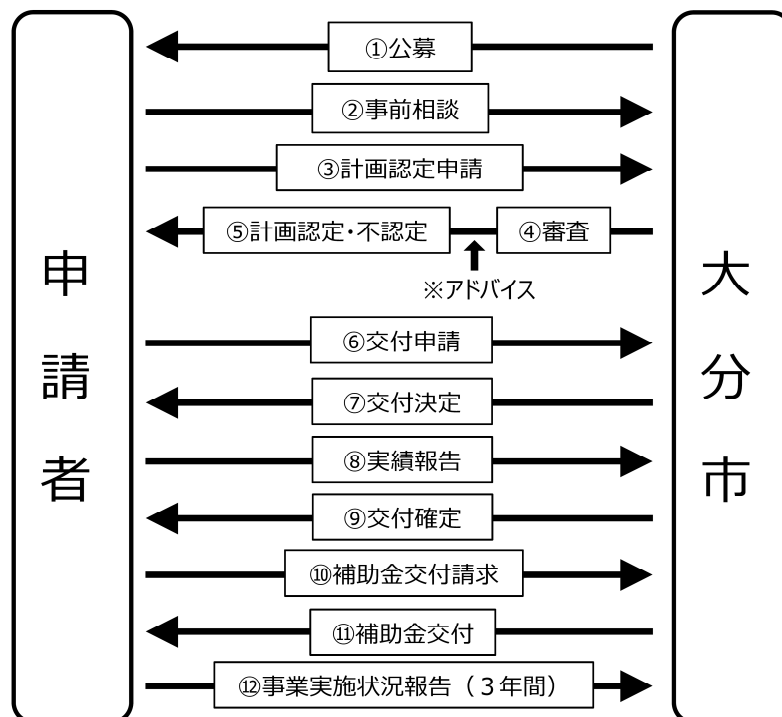 ①公募
②事前相談
③計画認定申請
⑤計画認定・不認定
④審査
※アドバイス
⑥交付申請
⑦交付決定
⑧実績報告
⑨交付確定
⑩補助金交付請求
⑪補助金交付
⑫事業実施状況報告（３年間）
申請者
大分市